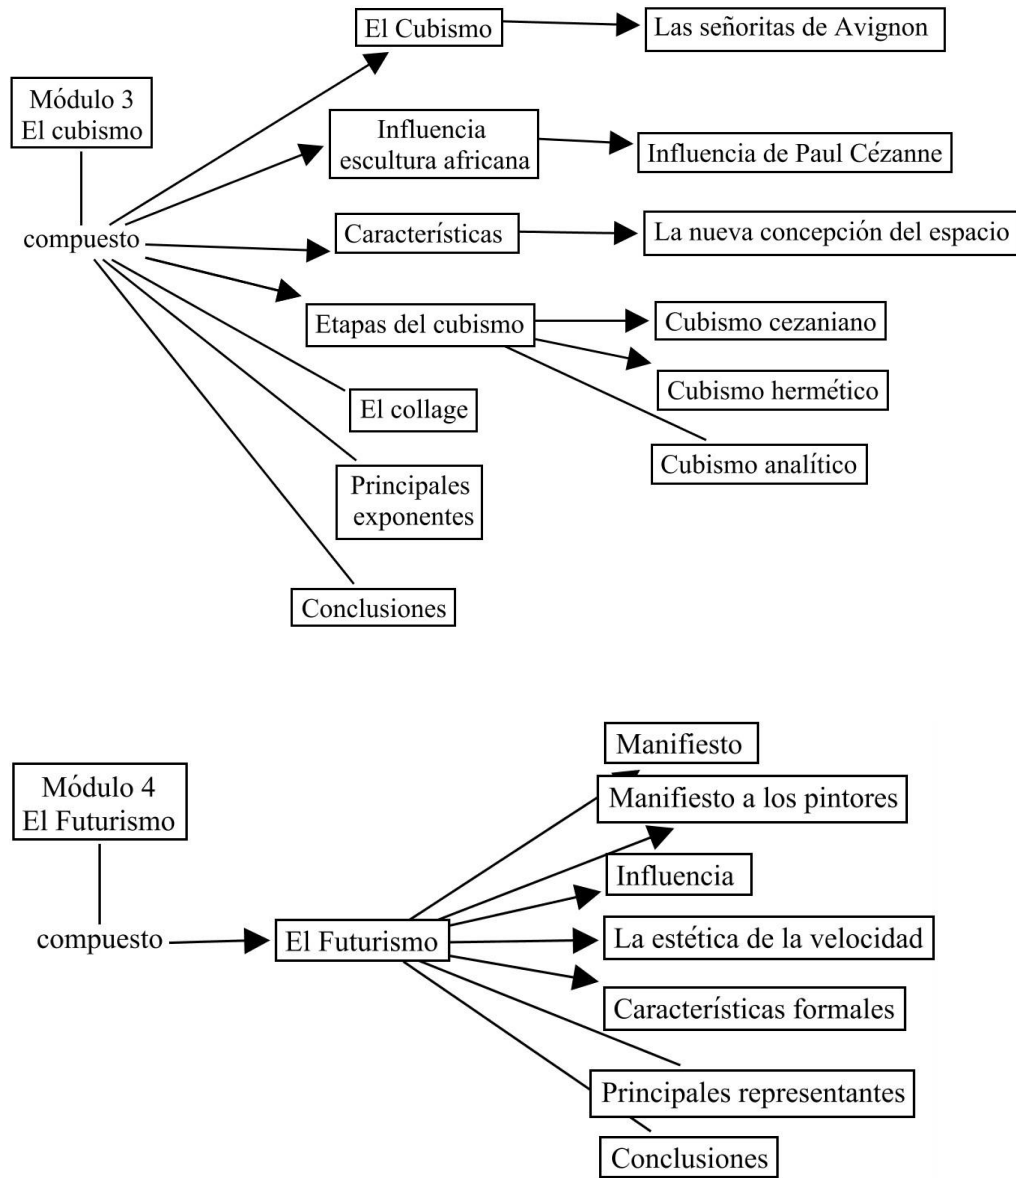 El Cubismo
Las señoritas de Avignon
Módulo 3
El cubismo
Influencia
escultura africana
Influencia de Paul Cézanne
compuesto
Características
La nueva concepción del espacio
Etapas del cubismo
Cubismo cezaniano
Cubismo hermético
El collage
Cubismo analítico
Principales
exponentes
Conclusiones
Manifiesto
Módulo 4
El Futurismo
Manifiesto a los pintores
Influencia
compuesto
El Futurismo
La estética de la velocidad
Características formales
Principales representantes
Conclusiones